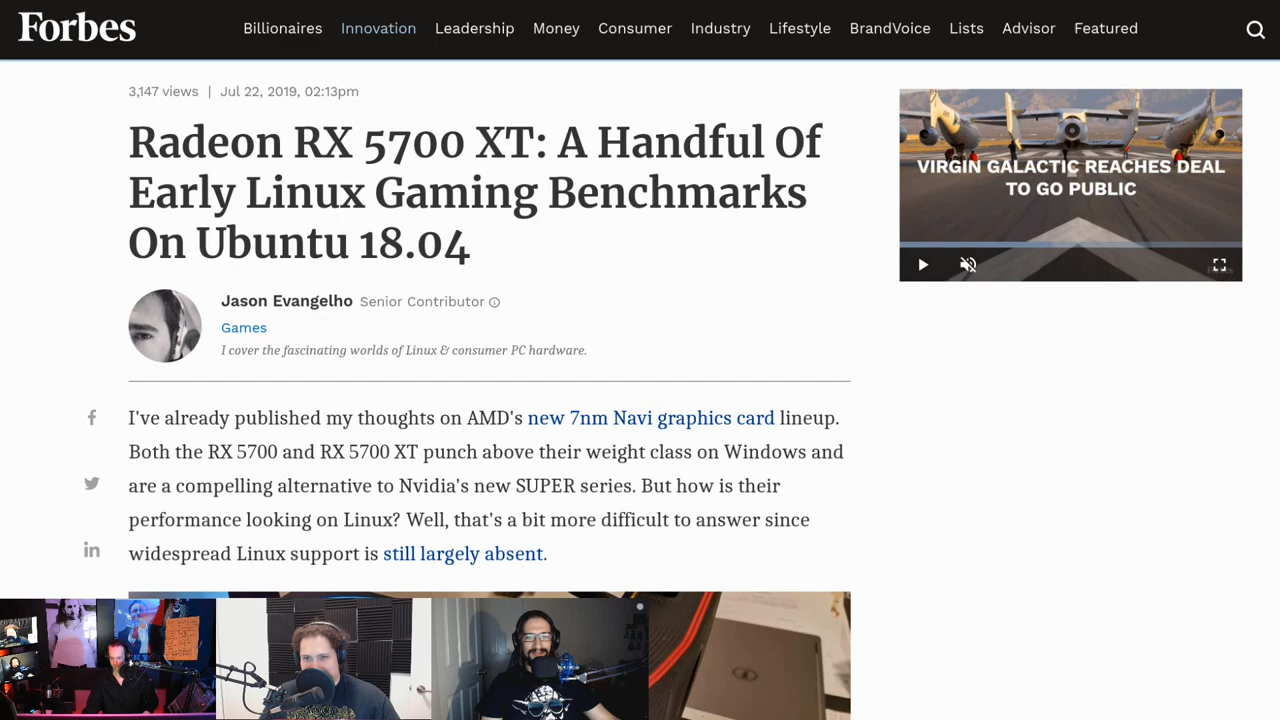 Forbes
Billionaires Innovation Leadership Money Consumer Industry Lifestyle BrandVoice Lists Advisor Featured
3,147 views | Jul 22, 2019, 02:13pm
Radeon RX 5700 XT: A Handful Of
Early Linux Gaming Benchmarks
On Ubuntu 18.04
Jason Evangelho Senior Contributor
Games
I cover the fascinating worlds of Linux & consumer PC hardware.
I've already published my thoughts on AMD's new 7nm Navi graphics card lineup.
Both the RX 5700 and RX 5700 XT punch above their weight class on Windows and
are a compelling alternative to Nvidia's new SUPER series. But how is their
performance looking on Linux? Well, that's a bit more difficult to answer since
widespread Linux support is still largely absent.
VIRGIN GALACTIC REACHES DEAL
TO GO PUBLIC